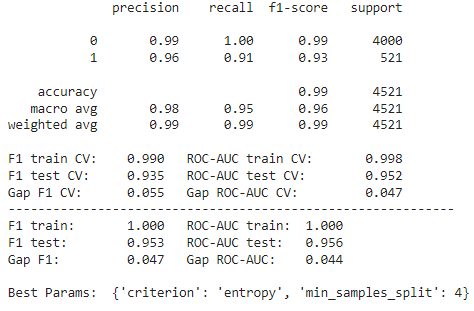 precision recall f1-score support
0 0.99 1.00 0.99 4000
1 0.96 0.91 0.93 521
accuracy 0.99 4521
macro avg 0.98 0.95 0.96 4521
weighted avg 0.99 0.99 0.99 4521
F1 train CV: 0.990 ROC-AUC train CV: 0.998
F1 test CV: 0.935 ROC-AUC test CV: 0.952
Gap F1 CV: 0.055 Gap ROC-AUC CV: 0.047
--------------------------------------------------------
F1 train: 1.000 ROC-AUC train: 1.000
F1 test: 0.953 ROC-AUC test: 0.956
Gap F1: 0.047 Gap ROC-AUC: 0.044
Best Params: {'criterion': 'entropy', 'min_samples_split': 4}